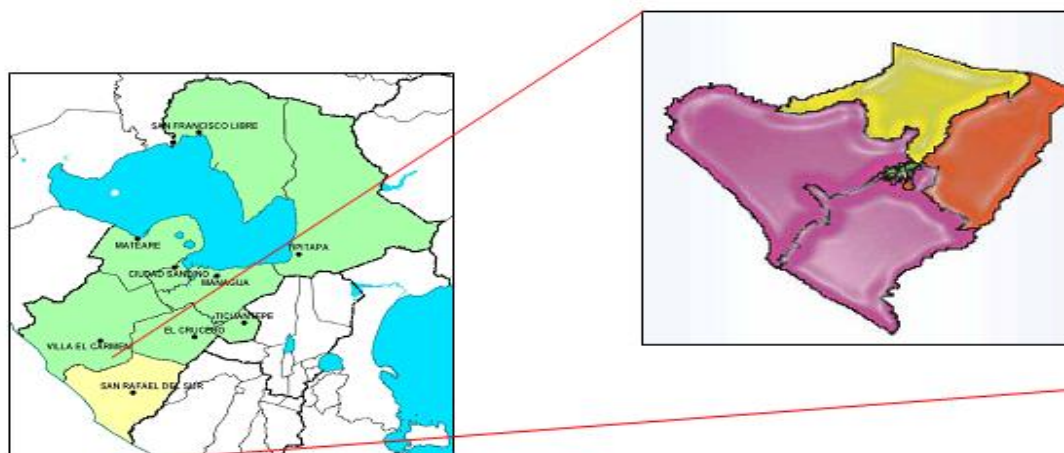 SAN FRANCISCO LIBRE
MATEARE
TIPITAPA
CIUDAD SANDINO
MANAGUA
TICUANTEPE
EL CRUCERO
VILLA EL CARMEN
SAN RAFAEL DEL SUR